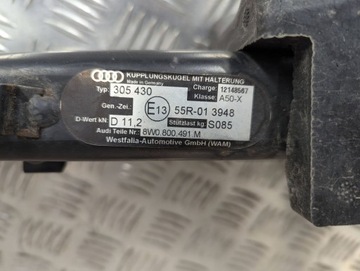 KUPPLUNGSKUGEL MIT HALTERUNG
Made in Germany
Typ: 305 430 Charge 12148567
Klasse: A50-X
Gen.-Zei.: E13 55R-01 3948
D-Wert kN: D 11,2 Stützlast kg S085
Audi Teile Nr.: 8W0.800.491.M
Westfalia-Automotive GmbH (WAM)